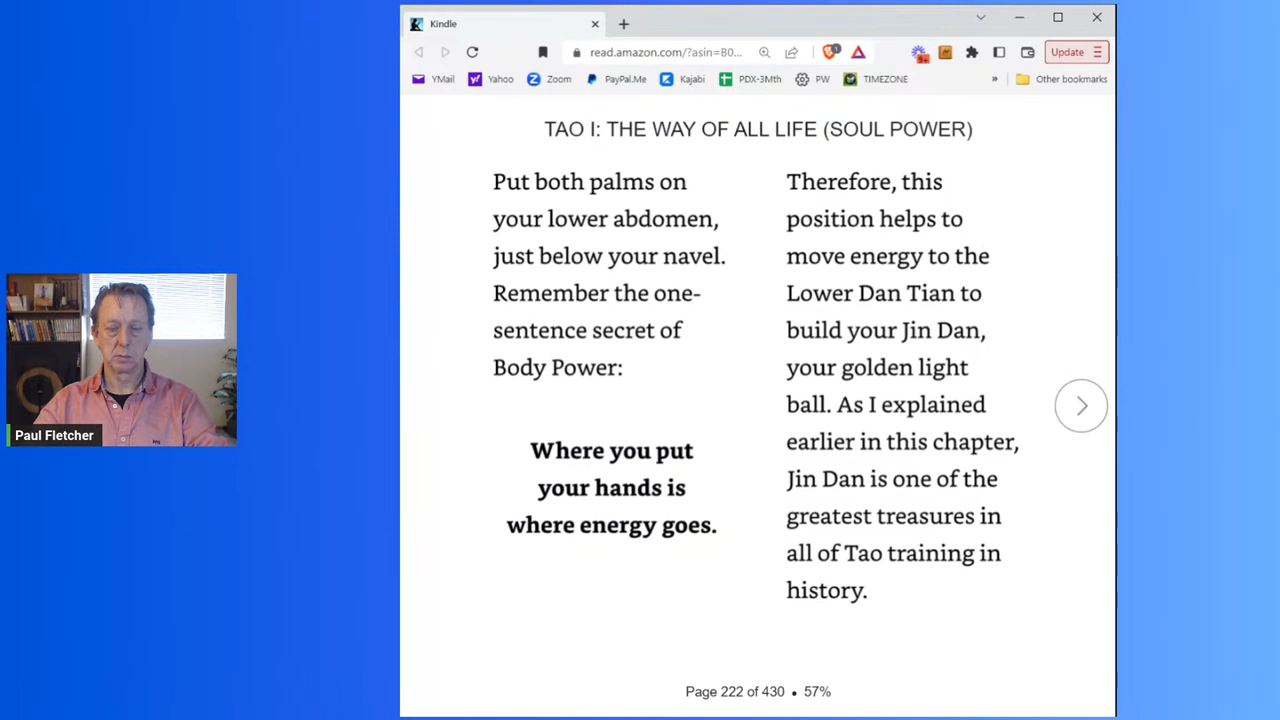 Kindle
read.amazon.com/?asin=B0...
1
9+
Update
YMail
Yahoo
Zoom
PayPal.Me
Kajabi
PDX-3Mth
PW
TIMEZONE
»
Other bookmarks
TAO I: THE WAY OF ALL LIFE (SOUL POWER)
Put both palms on
your lower abdomen,
just below your navel.
Remember the one-
sentence secret of
Body Power:
Where you put
your hands is
where energy goes.
Therefore, this
position helps to
move energy to the
Lower Dan Tian to
build your Jin Dan,
your golden light
ball. As I explained
earlier in this chapter,
Jin Dan is one of the
greatest treasures in
all of Tao training in
history.
Page 222 of 430 • 57%
Paul Fletcher